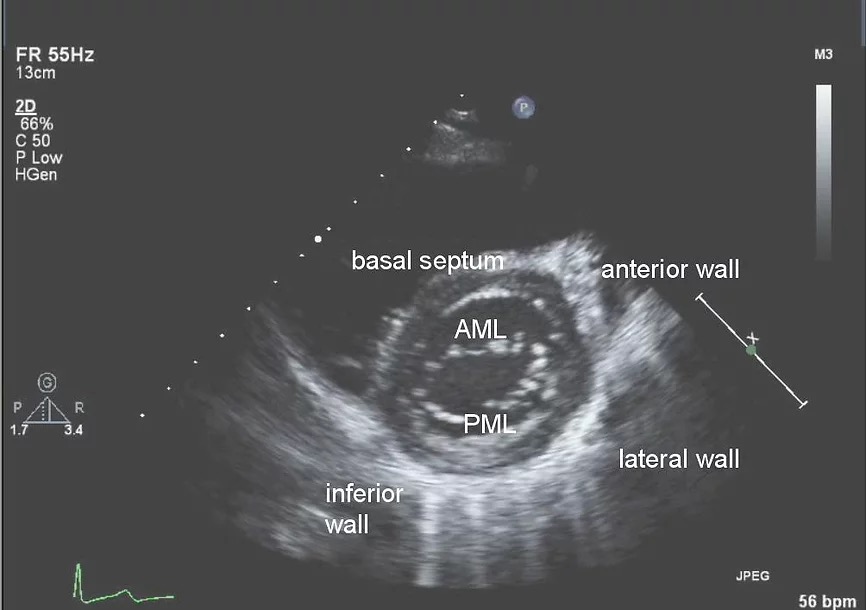 FR 55Hz
13cm
M3
P
2D
66%
C 50
P Low
HGen
basal septum
anterior wall
AML
G
P R
1.7 3.4
PML
lateral wall
inferior
wall
JPEG
56 bpm